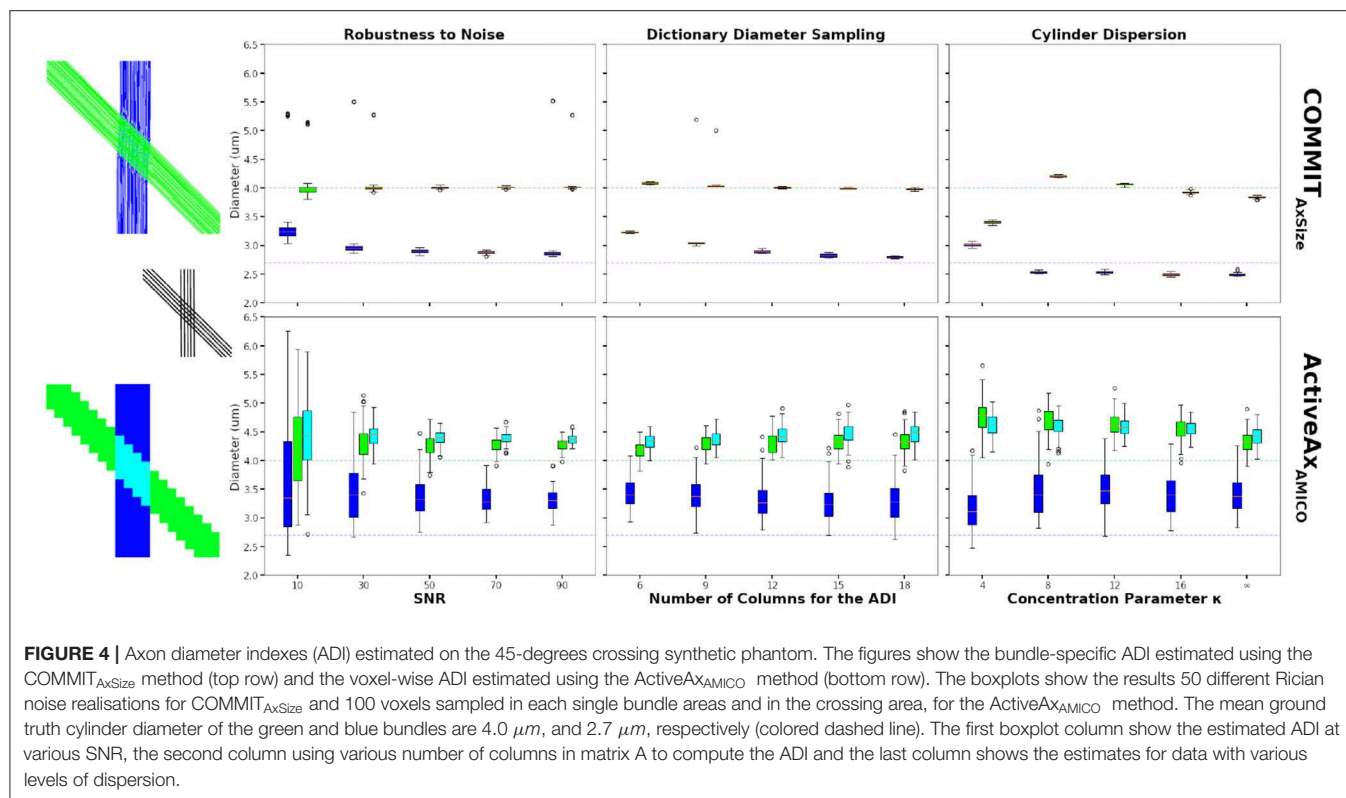 Robustness to Noise
Dictionary Diameter Sampling
Cylinder Dispersion
6.5
6.0
5.5
5.0
4.5
4.0
3.5
3.0
2.5
2.0
Diameter (um)
COMMIT AxSize
6.5
6.0
5.5
5.0
4.5
4.0
3.5
3.0
2.5
2.0
Diameter (um)
ActiveAx AMICO
10 30 50 70 90
6 9 12 15 18
4 8 12 16 ∞
SNR
Number of Columns for the ADI
Concentration Parameter κ
FIGURE 4 | Axon diameter indexes (ADI) estimated on the 45-degrees crossing synthetic phantom. The figures show the bundle-specific ADI estimated using the
COMMITAxSize method (top row) and the voxel-wise ADI estimated using the ActiveAxAMICO method (bottom row). The boxplots show the results 50 different Rician
noise realisations for COMMITAxSize and 100 voxels sampled in each single bundle areas and in the crossing area, for the ActiveAxAMICO method. The mean ground
truth cylinder diameter of the green and blue bundles are 4.0 μm, and 2.7 μm, respectively (colored dashed line). The first boxplot column show the estimated ADI at
various SNR, the second column using various number of columns in matrix A to compute the ADI and the last column shows the estimates for data with various
levels of dispersion.